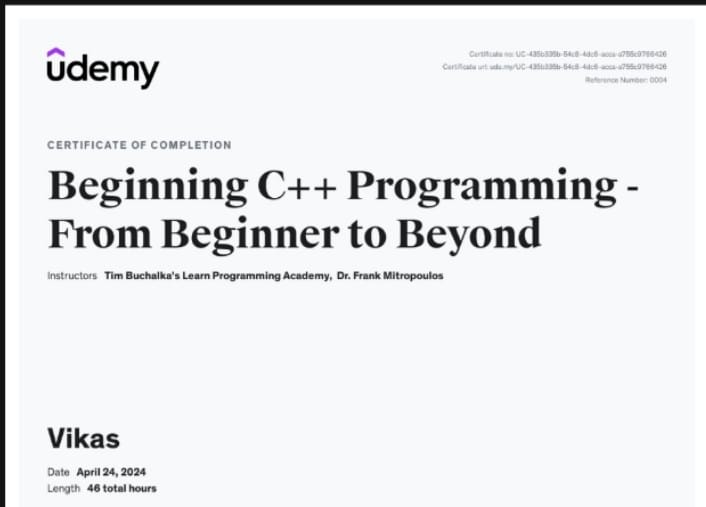 udemy
Certificate no: UC-435b335b-54c8-4dc6-acca-a755c9766426
Certificate url: ude.my/UC-435b335b-54c8-4dc6-acca-a755c9766426
Reference Number: 0004
CERTIFICATE OF COMPLETION
Beginning C++ Programming -
From Beginner to Beyond
Instructors Tim Buchalka's Learn Programming Academy, Dr. Frank Mitropoulos
Vikas
Date April 24, 2024
Length 46 total hours